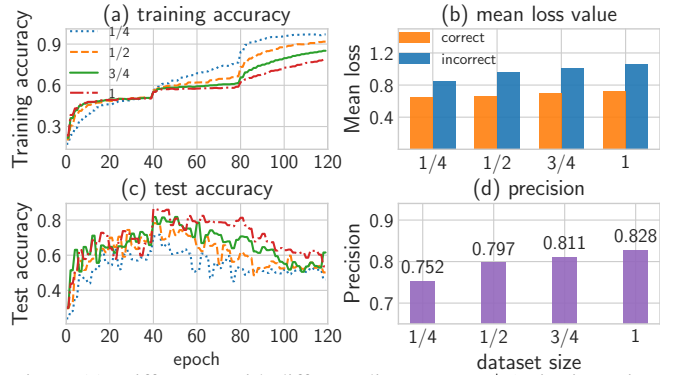 (a) training accuracy
Training accuracy
0.9
0.6
0.3
1/4
1/2
3/4
1
0 20 40 60 80 100 120
(b) mean loss value
Mean loss
1.2
0.8
0.4
correct
incorrect
1/4 1/2 3/4 1
(c) test accuracy
Test accuracy
0.8
0.6
0.4
0 20 40 60 80 100 120
epoch
(d) precision
Precision
0.9
0.8
0.7
0.752 0.797 0.811 0.828
1/4 1/2 3/4 1
dataset size